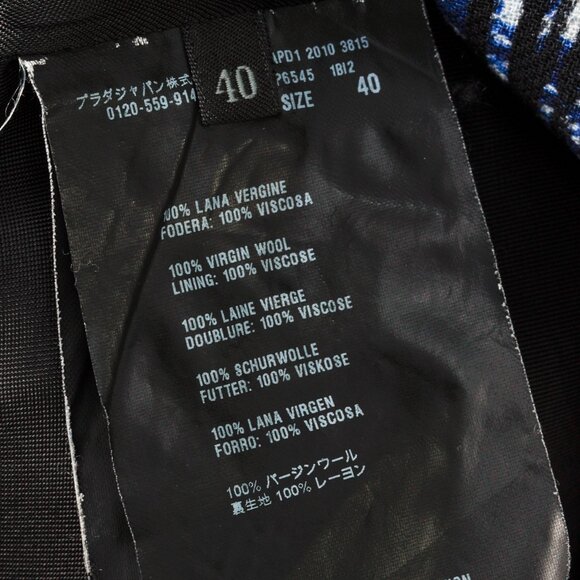 プラダジャパン株式
0120-559-914
40
APD1 2010 3815
P6545 1BI2
SIZE 40
100% LANA VERGINE
FODERA: 100% VISCOSA
100% VIRGIN WOOL
LINING: 100% VISCOSE
100% LAINE VIERGE
DOUBLURE: 100% VISCOSE
100% SCHURWOLLE
FUTTER: 100% VISKOSE
100% LANA VIRGEN
FORRO: 100% VISCOSA
100% バージンウール
裏生地 100% レーヨン